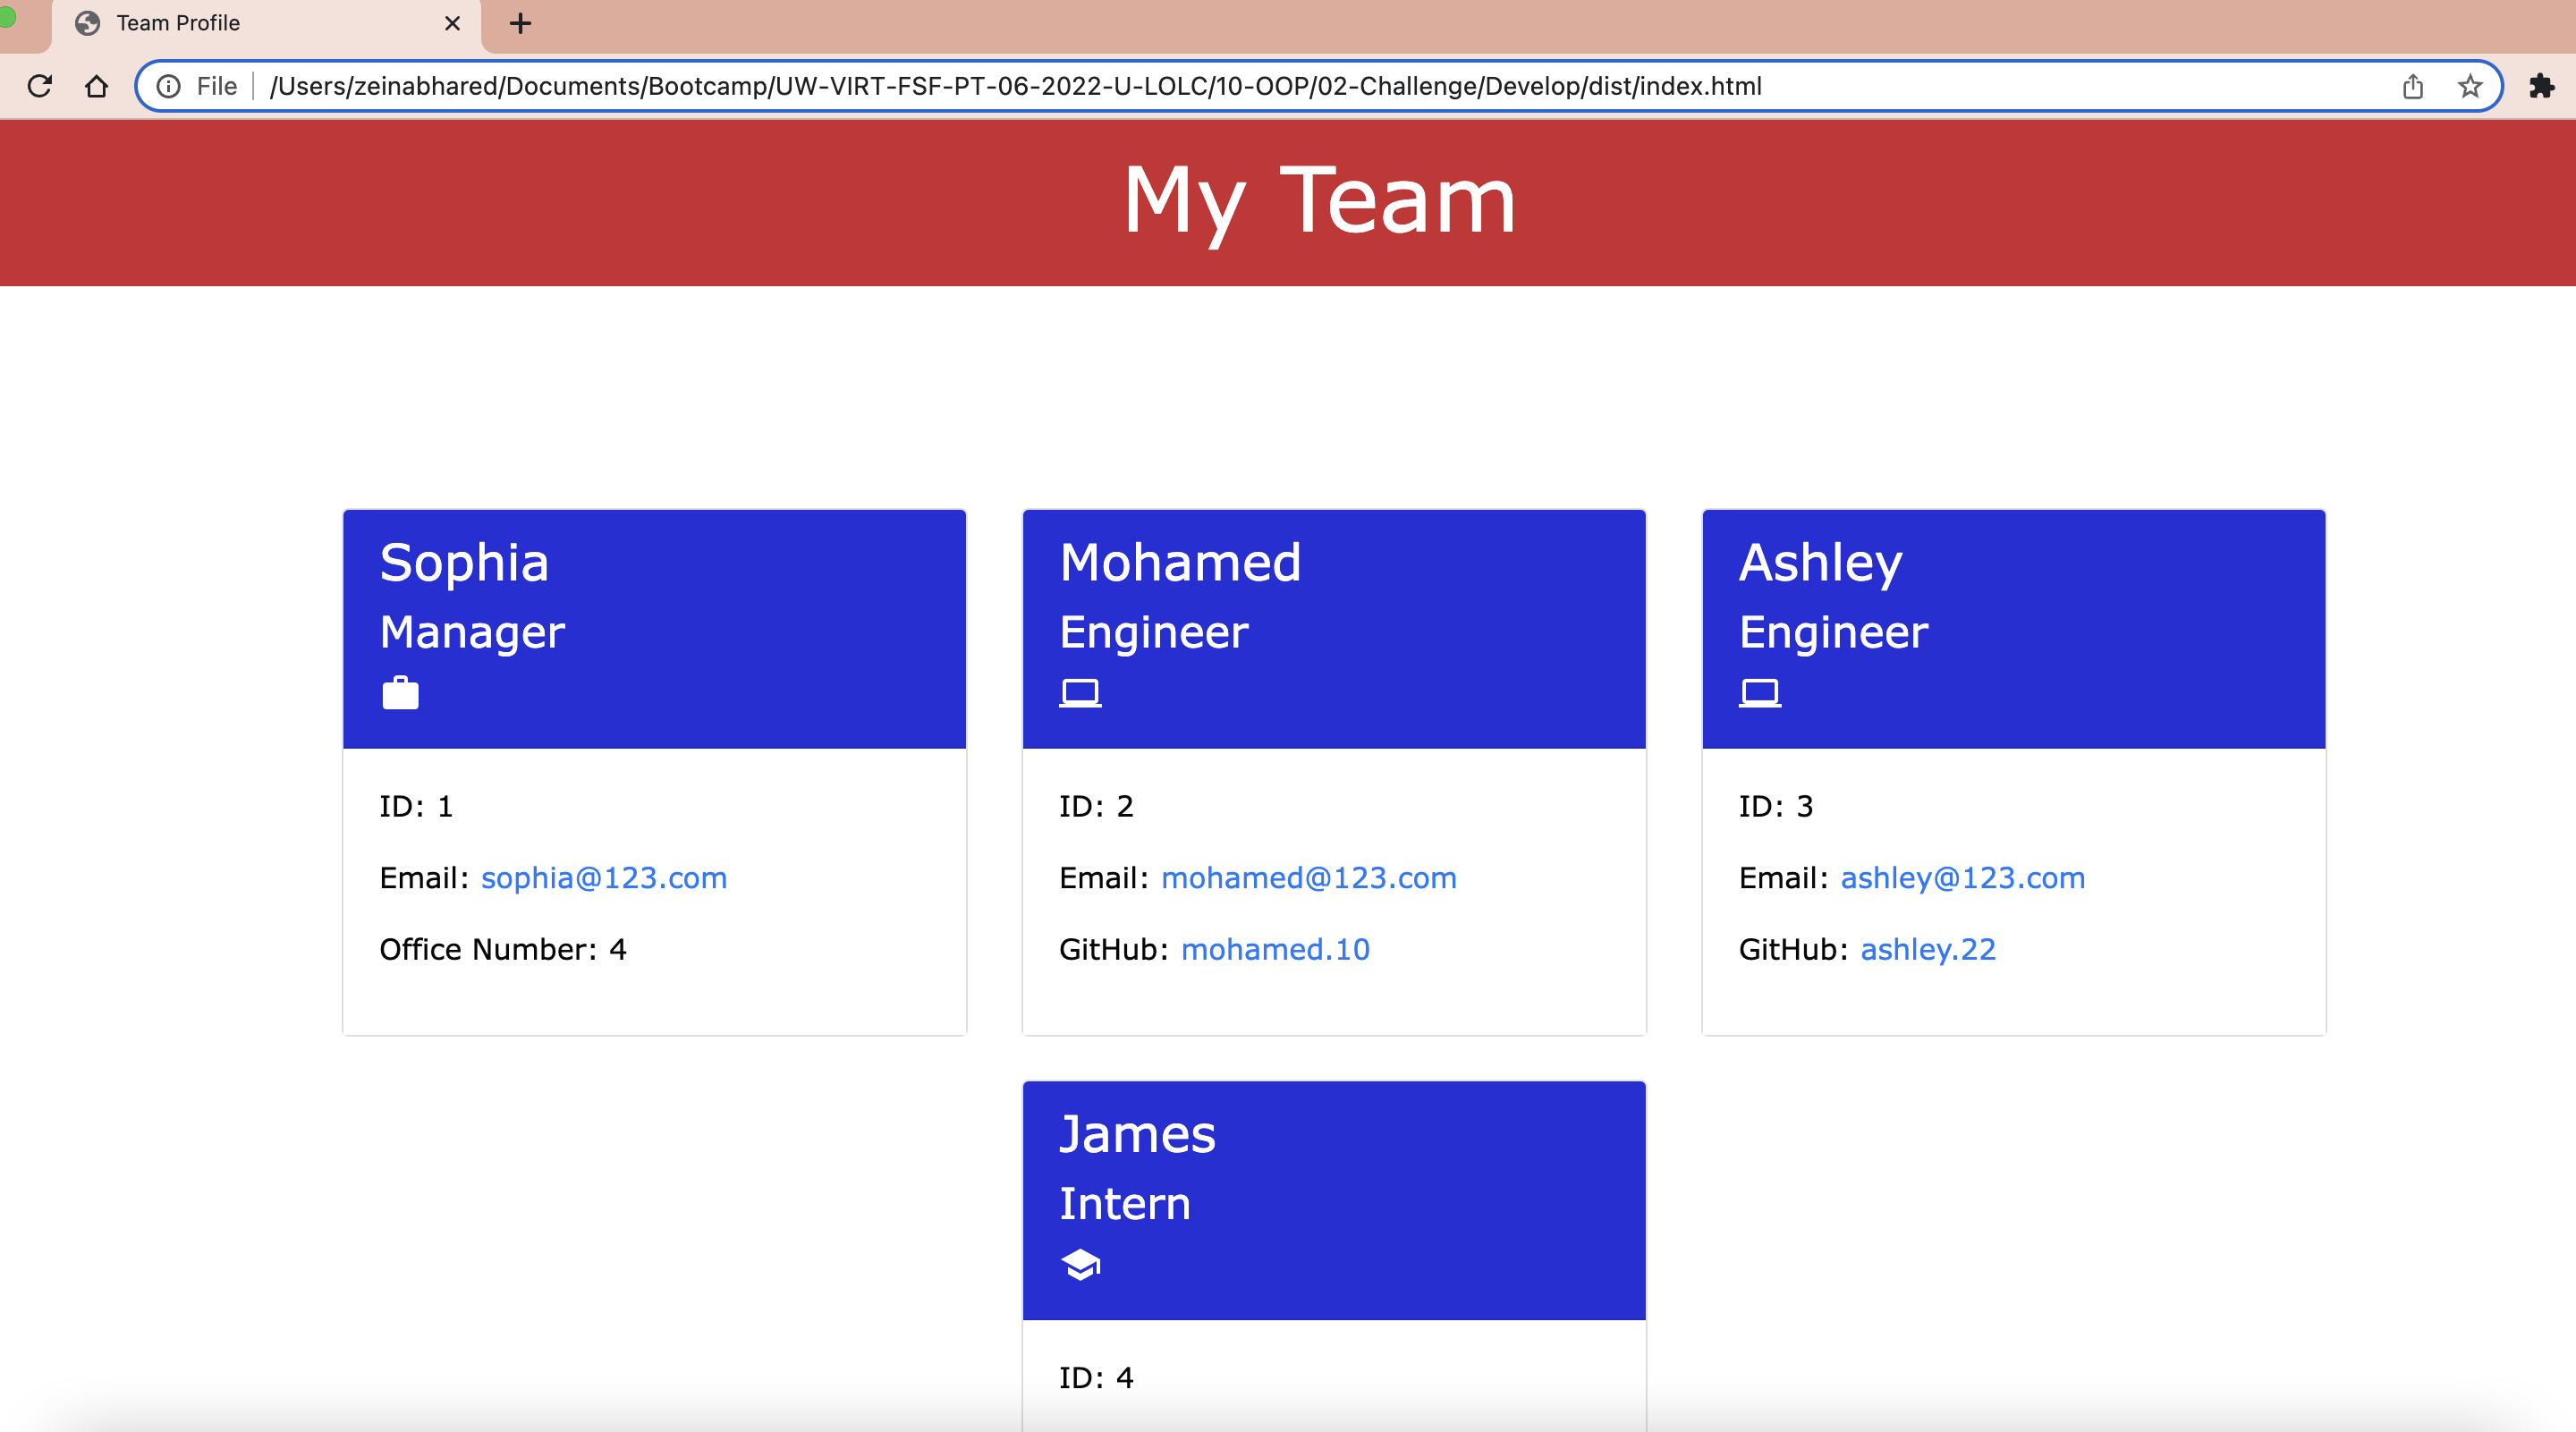 Team Profile
File /Users/zeinabhared/Documents/Bootcamp/UW-VIRT-FSF-PT-06-2022-U-LOLC/10-OOP/02-Challenge/Develop/dist/index.html
My Team
Sophia
Manager
ID: 1
Email: sophia@123.com
Office Number: 4
Mohamed
Engineer
ID: 2
Email: mohamed@123.com
GitHub: mohamed.10
Ashley
Engineer
ID: 3
Email: ashley@123.com
GitHub: ashley.22
James
Intern
ID: 4